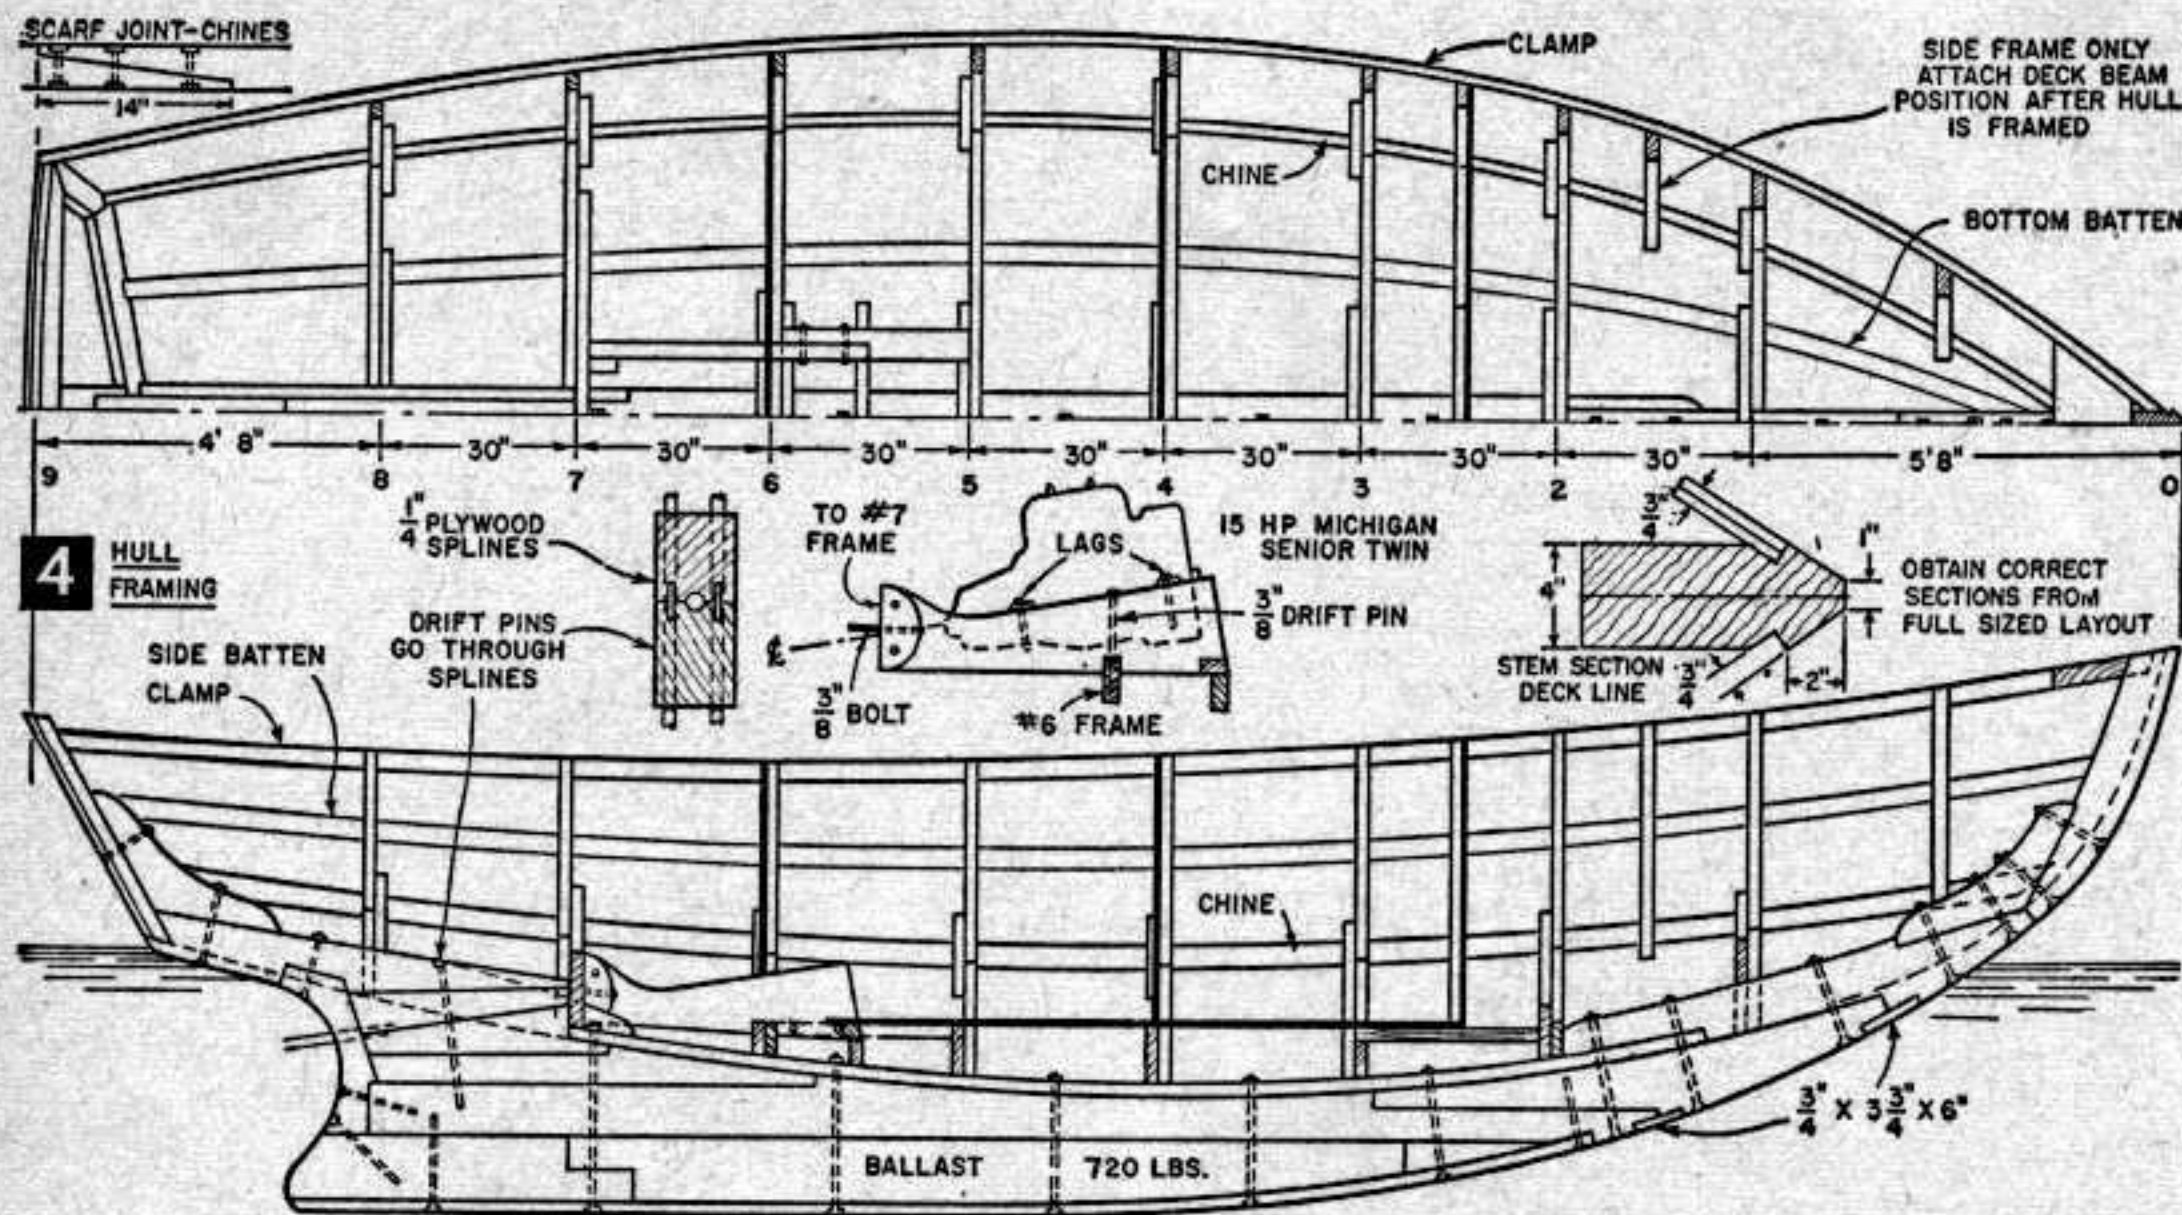 SCARF JOINT-CHINES
14"
CLAMP
SIDE FRAME ONLY
ATTACH DECK BEAM
POSITION AFTER HULL
IS FRAMED
CHINE
BOTTOM BATTEN
4' 8" 30" 30" 30" 30" 30" 30" 30" 5'8"
9 8 7 6 5 4 3 2 0
4 HULL
FRAMING
1/4" PLYWOOD
SPLINES
DRIFT PINS
GO THROUGH
SPLINES
TO #7
FRAME
LAGS
15 HP MICHIGAN
SENIOR TWIN
3/8" DRIFT PIN
℄
3/8" BOLT
#6 FRAME
3/4"
4"
1"
OBTAIN CORRECT
SECTIONS FROM
FULL SIZED LAYOUT
STEM SECTION
DECK LINE
3/4"
2"
SIDE BATTEN
CLAMP
CHINE
3/4" X 3 3/4" X 6"
BALLAST 720 LBS.